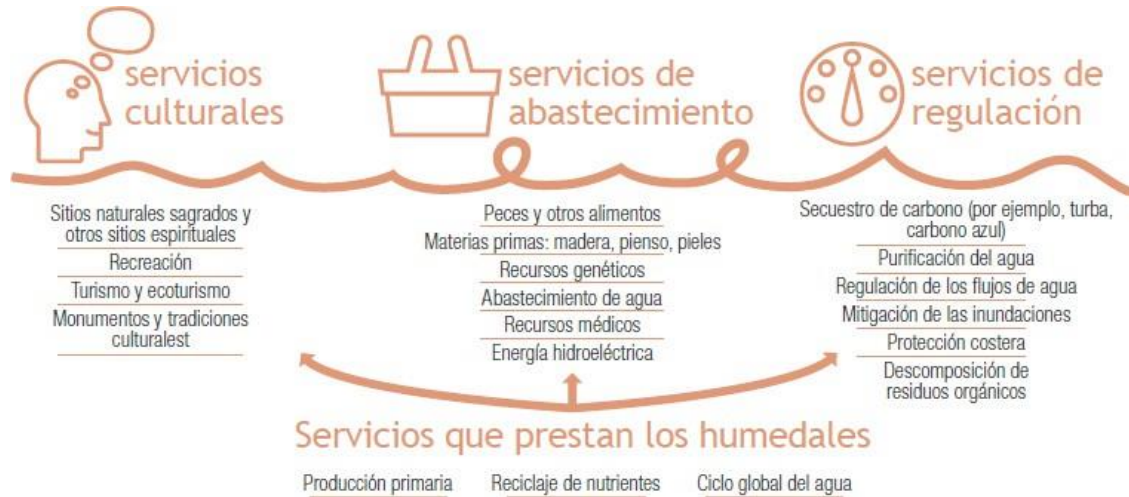 servicios
culturales
Sitios naturales sagrados y
otros sitios espirituales
Recreación
Turismo y ecoturismo
Monumentos y tradiciones
culturalest
servicios de
abastecimiento
Peces y otros alimentos
Materias primas: madera, pienso, pieles
Recursos genéticos
Abastecimiento de agua
Recursos médicos
Energía hidroeléctrica
servicios de
regulación
Secuestro de carbono (por ejemplo, turba,
carbono azul)
Purificación del agua
Regulación de los flujos de agua
Mitigación de las inundaciones
Protección costera
Descomposición de
residuos orgánicos
Servicios que prestan los humedales
Producción primaria
Reciclaje de nutrientes
Ciclo global del agua